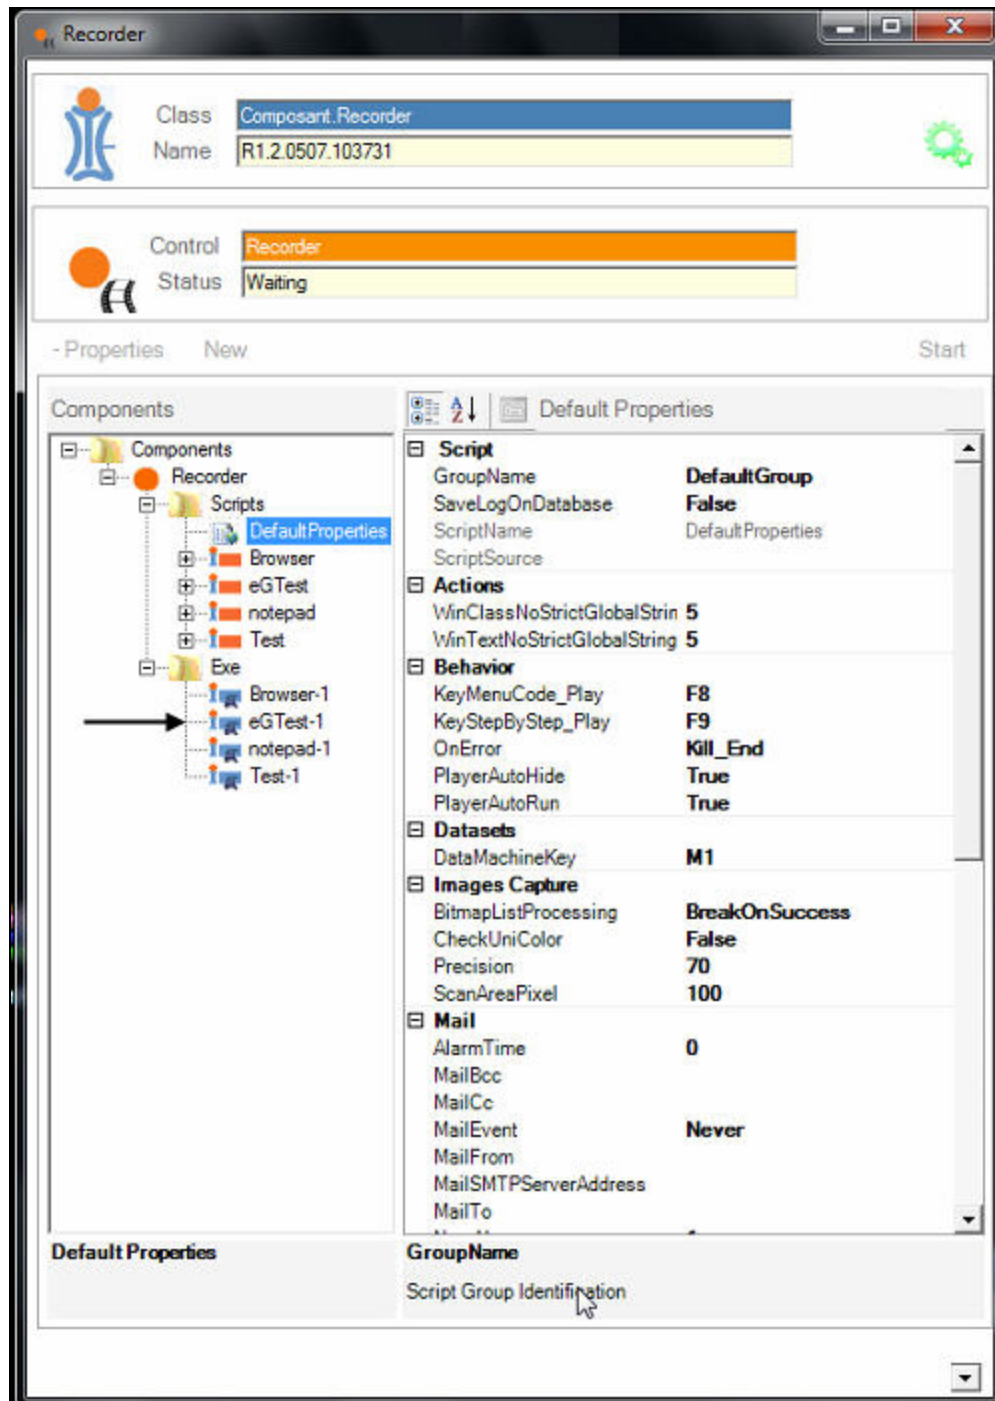 Recorder
Class Composant.Recorder
Name R1.2.0507.103731
Control Recorder
Status Waiting
- Properties New Start
Components
Default Properties
Components
Recorder
Scripts
DefaultProperties
Browser
eGTest
notepad
Test
Exe
Browser-1
eGTest-1
notepad-1
Test-1
Script
GroupName DefaultGroup
SaveLogOnDatabase False
ScriptName DefaultProperties
ScriptSource
Actions
WinClassNoStrictGlobalStrin 5
WinTextNoStrictGlobalString 5
Behavior
KeyMenuCode_Play F8
KeyStepByStep_Play F9
OnError Kill_End
PlayerAutoHide True
PlayerAutoRun True
Datasets
DataMachineKey M1
Images Capture
BitmapListProcessing BreakOnSuccess
CheckUniColor False
Precision 70
ScanAreaPixel 100
Mail
AlarmTime 0
MailBcc
MailCc
MailEvent Never
MailFrom
MailSMTPServerAddress
MailTo
Default Properties
GroupName
Script Group Identification